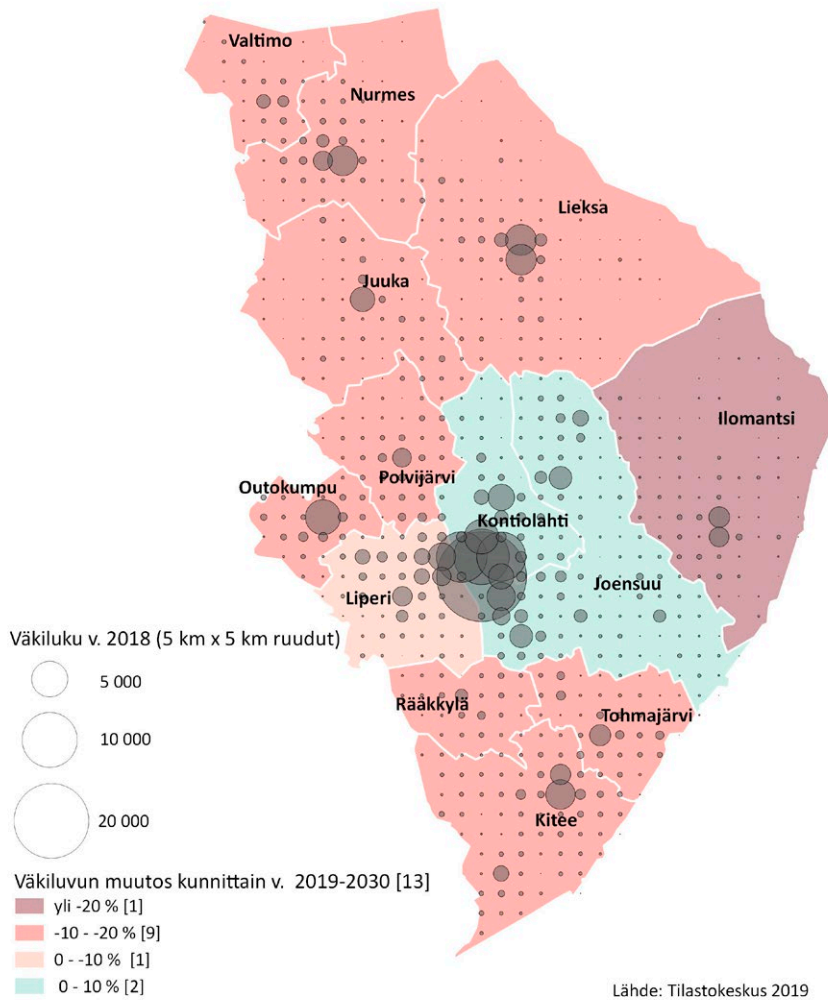 Valtimo
Nurmes
Lieksa
Juuka
Ilomantsi
Polvijärvi
Outokumpu
Kontiolahti
Joensuu
Liperi
Rääkkylä
Tohmajärvi
Kitee
Väkiluku v. 2018 (5 km x 5 km ruudut)
5 000
10 000
20 000
Väkiluvun muutos kunnittain v. 2019-2030 [13]
yli -20 % [1]
-10 - -20 % [9]
0 - -10 % [1]
0 - 10 % [2]
Lähde: Tilastokeskus 2019